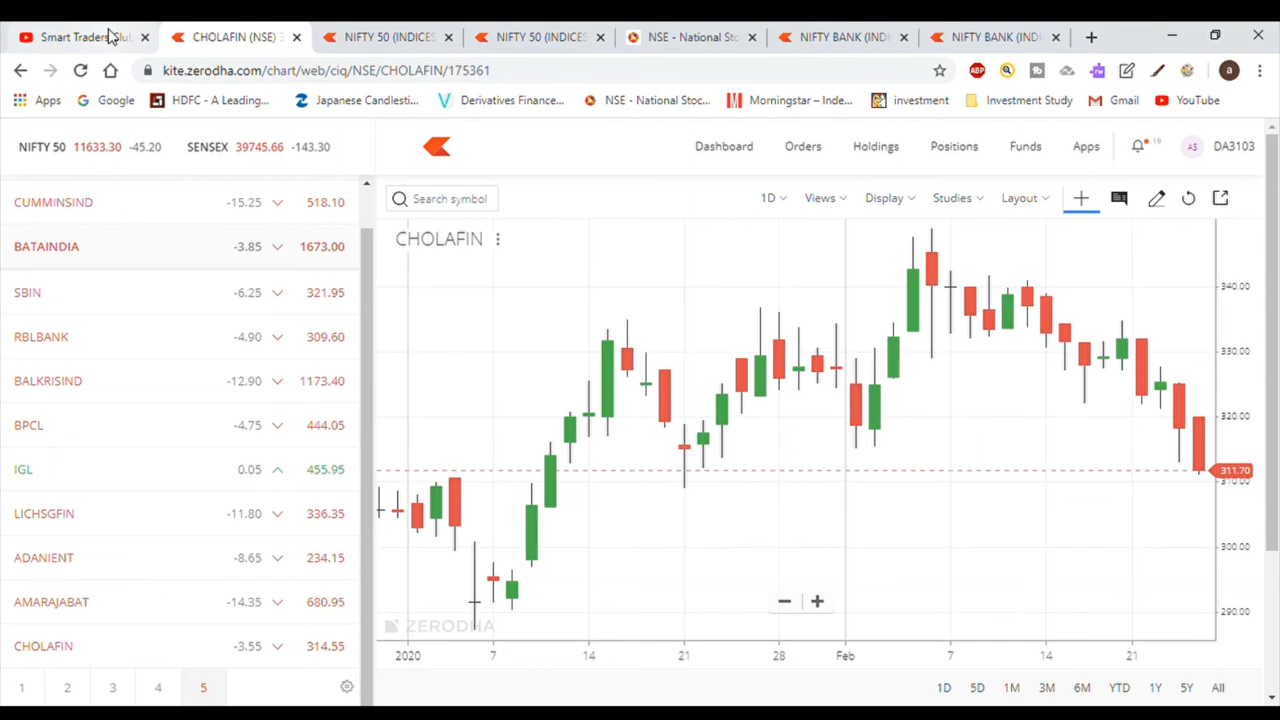 Smart Traders Club
CHOLAFIN (NSE) 3
NIFTY 50 (INDICES
NIFTY 50 (INDICES
NSE - National Sto
NIFTY BANK (INDI
NIFTY BANK (INDI
kite.zerodha.com/chart/web/ciq/NSE/CHOLAFIN/175361
ABP
a
Apps
Google
HDFC - A Leading...
Japanese Candlesti...
Derivatives Finance...
NSE - National Stoc...
Morningstar – Inde...
investment
Investment Study
Gmail
YouTube
NIFTY 50 11633.30 -45.20 SENSEX 39745.66 -143.30
Dashboard Orders Holdings Positions Funds Apps 19 AS DA3103
CUMMINSIND -15.25 518.10
BATAINDIA -3.85 1673.00
SBIN -6.25 321.95
RBLBANK -4.90 309.60
BALKRISIND -12.90 1173.40
BPCL -4.75 444.05
IGL 0.05 455.95
LICHSGFIN -11.80 336.35
ADANIENT -8.65 234.15
AMARAJABAT -14.35 680.95
CHOLAFIN -3.55 314.55
1 2 3 4 5
Search symbol
1D Views Display Studies Layout
CHOLAFIN
340.00
330.00
320.00
311.70
310.00
300.00
290.00
ZERODHA
2020 7 14 21 28 Feb 7 14 21
1D 5D 1M 3M 6M YTD 1Y 5Y All